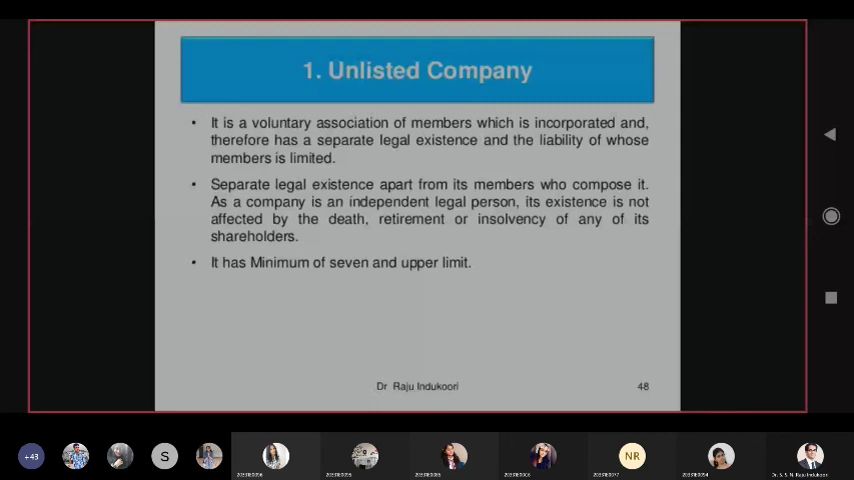 1. Unlisted Company
• It is a voluntary association of members which is incorporated and,
therefore has a separate legal existence and the liability of whose
members is limited.
• Separate legal existence apart from its members who compose it.
As a company is an independent legal person, its existence is not
affected by the death, retirement or insolvency of any of its
shareholders.
• It has Minimum of seven and upper limit.
Dr Raju Indukoori
48
+43
S
NR
Dr. S. S. N. Raju Indukoori